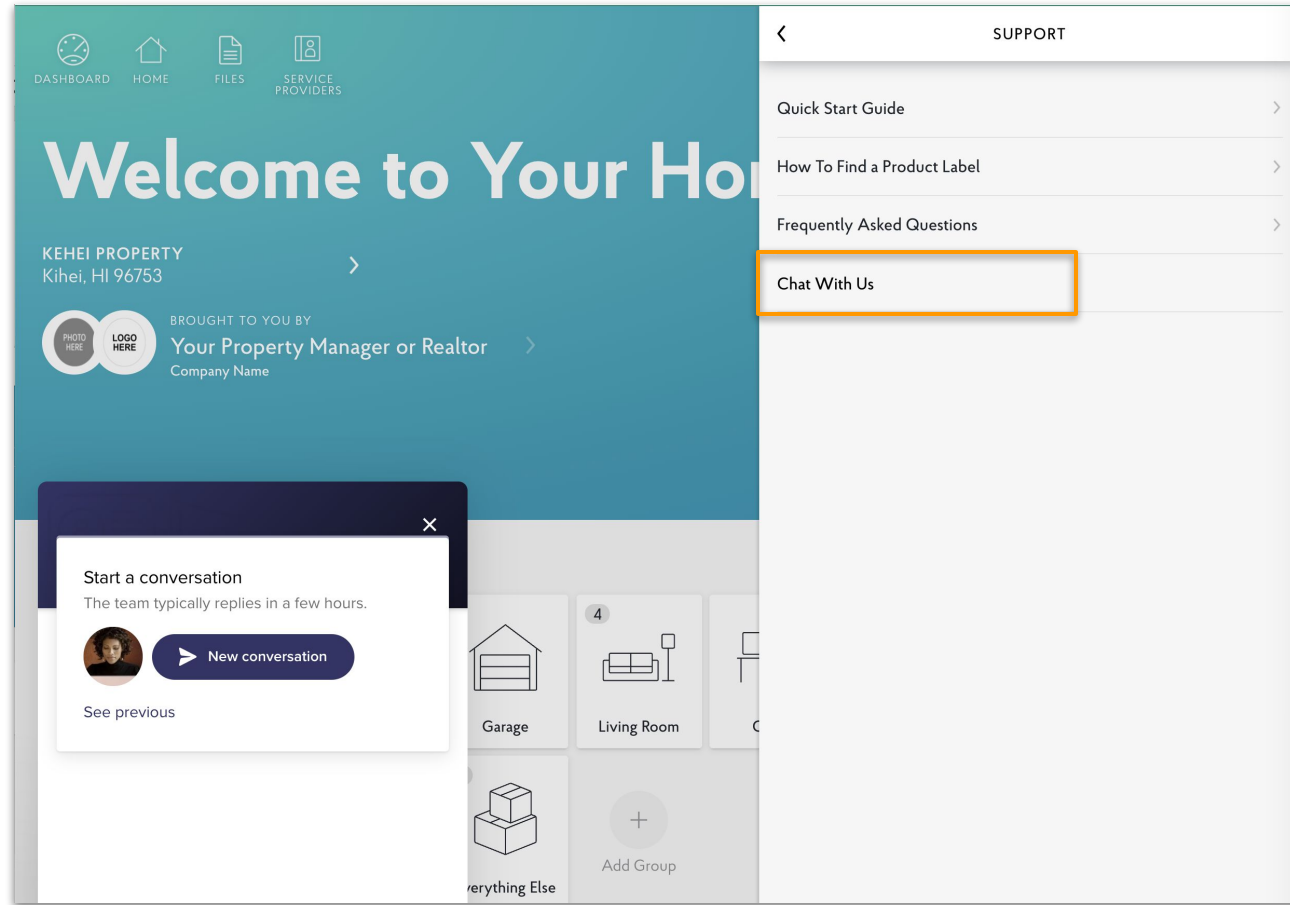 DASHBOARD
HOME
FILES
SERVICE
PROVIDERS
Welcome to Your
KEHEI PROPERTY
Kihei, HI 96753
PHOTO
HERE
LOGO
HERE
BROUGHT TO YOU BY
Your Property Manager or Realtor
Company Name
Start a conversation
The team typically replies in a few hours.
New conversation
See previous
Garage
4
Living Room
Else
Add Group
SUPPORT
Quick Start Guide
How To Find a Product Label
Frequently Asked Questions
Chat With Us